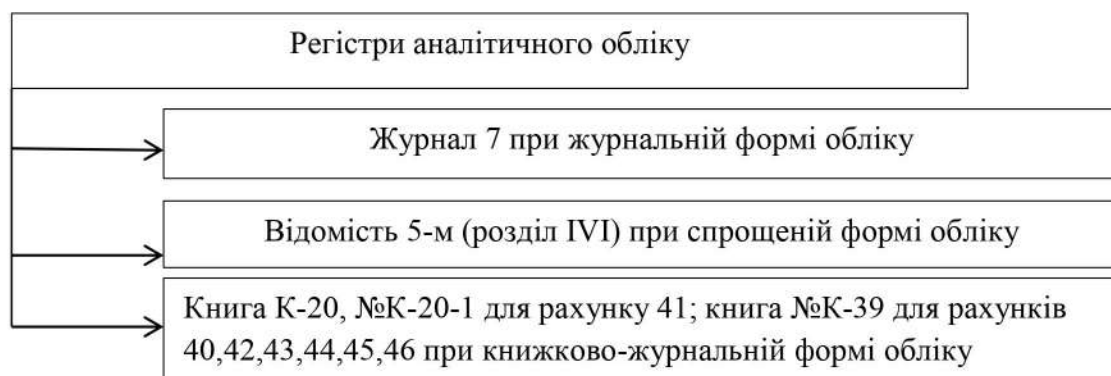 Регістри аналітичного обліку
Журнал 7 при журнальній формі обліку
Відомість 5-м (розділ IVI) при спрощеній формі обліку
Книга К-20, №К-20-1 для рахунку 41; книга №К-39 для рахунків
40,42,43,44,45,46 при книжково-журнальній формі обліку